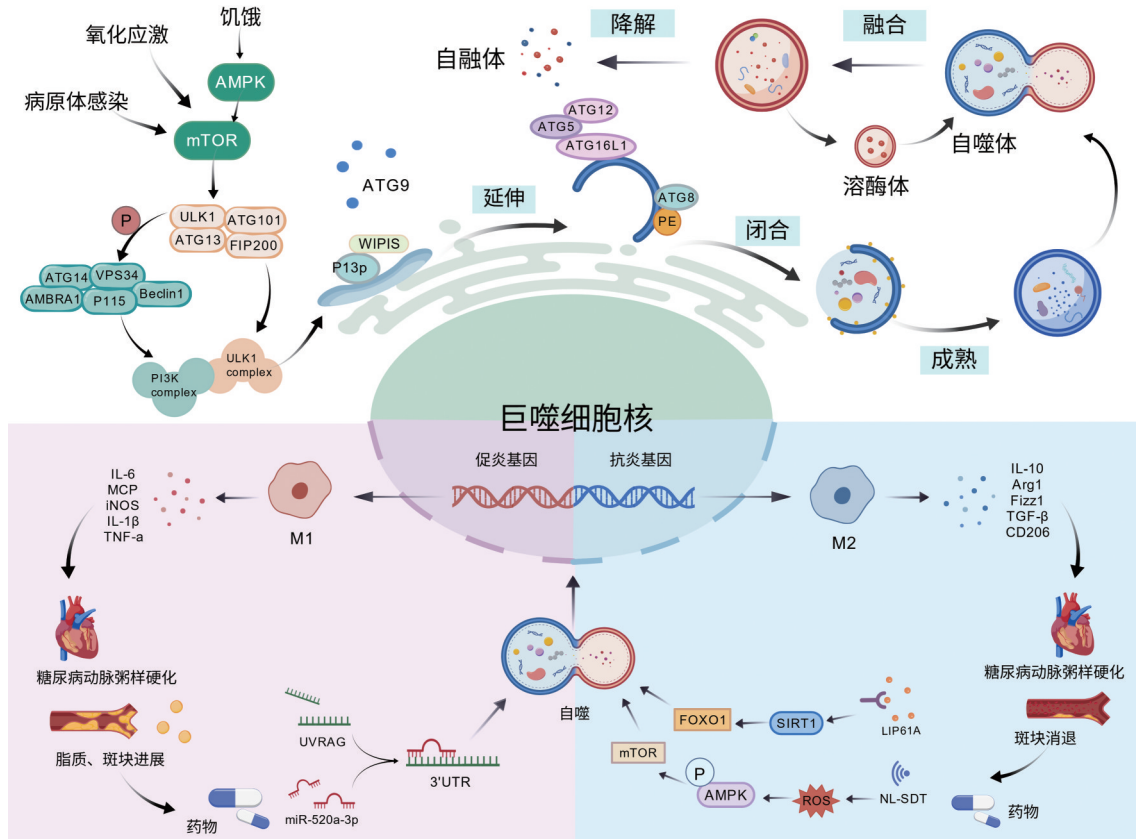 饥饿
氧化应激
AMPK
病原体感染
mTOR
P
ULK1
ATG101
ATG13
FIP200
ATG14
VPS34
AMBRA1
P115
Beclin1
PI3K
complex
ULK1
complex
ATG9
WIPIS
P13p
延伸
ATG12
ATG5
ATG16L1
ATG8
PE
闭合
成熟
自噬体
融合
溶酶体
降解
自融体
巨噬细胞核
促炎基因
抗炎基因
M1
IL-6
MCP
iNOS
IL-1β
TNF-a
糖尿病动脉粥样硬化
脂质、斑块进展
药物
UVRAG
miR-520a-3p
3'UTR
自噬
M2
IL-10
Arg1
Fizz1
TGF-β
CD206
糖尿病动脉粥样硬化
斑块消退
药物
FOXO1
SIRT1
LIP61A
mTOR
P
AMPK
ROS
NL-SDT